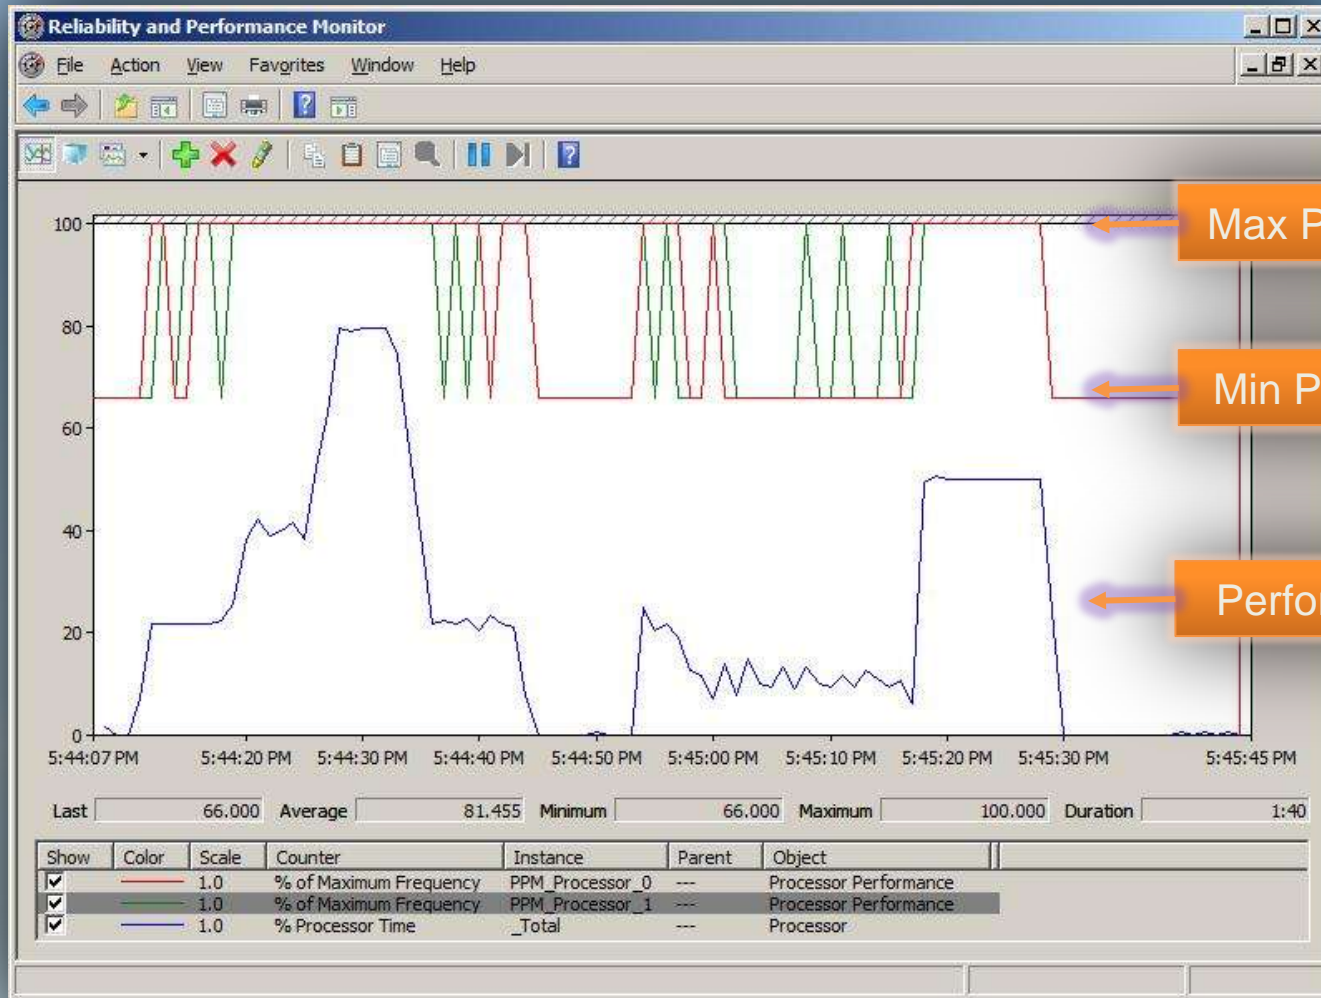 Reliability and Performance Monitor
File Action View Favorites Window Help
100
80
60
40
20
0
Max P
Min P
Perfo
5:44:07 PM 5:44:20 PM 5:44:30 PM 5:44:40 PM 5:44:50 PM 5:45:00 PM 5:45:10 PM 5:45:20 PM 5:45:30 PM 5:45:45 PM
Last 66.000 Average 81.455 Minimum 66.000 Maximum 100.000 Duration 1:40
Show Color Scale Counter Instance Parent Object
1.0 % of Maximum Frequency PPM_Processor_0 --- Processor Performance
1.0 % of Maximum Frequency PPM_Processor_1 --- Processor Performance
1.0 % Processor Time _Total --- Processor